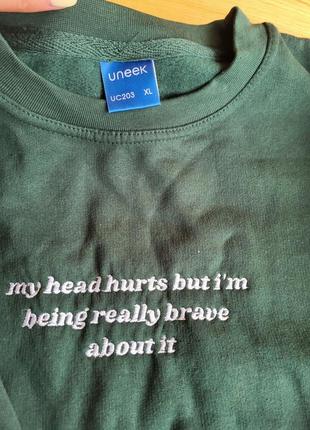 uneek
UC203 XL
my head hurts but i'm
being really brave
about it